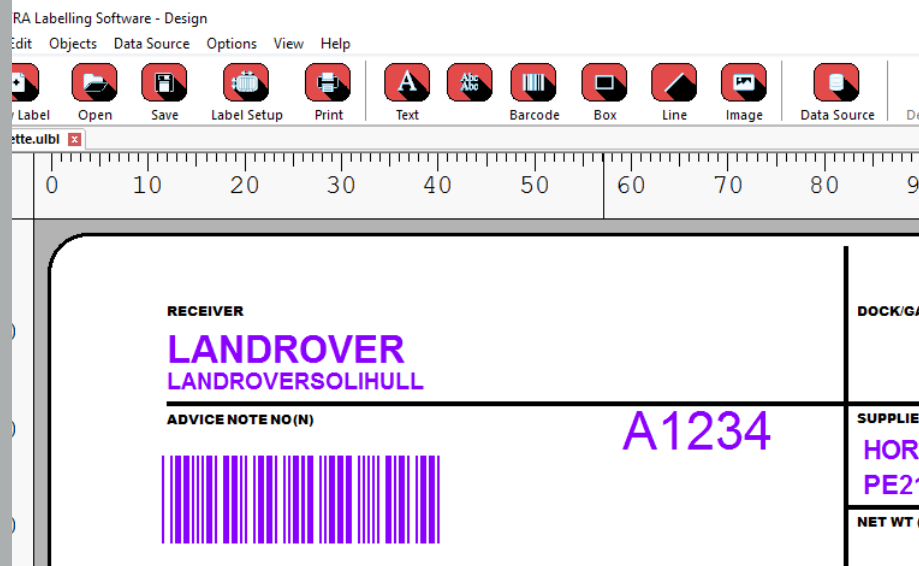 RA Labelling Software - Design
Edit Objects Data Source Options View Help
Label Open Save Label Setup Print Text Barcode Box Line Image Data Source
ette.ulbl
0 10 20 30 40 50 60 70 80 9
RECEIVER
LANDROVER
LANDROVERSOLIHULL
DOCK/GA
ADVICE NOTE NO(N)
A1234
SUPPLIE
HOR
PE21
NET WT (